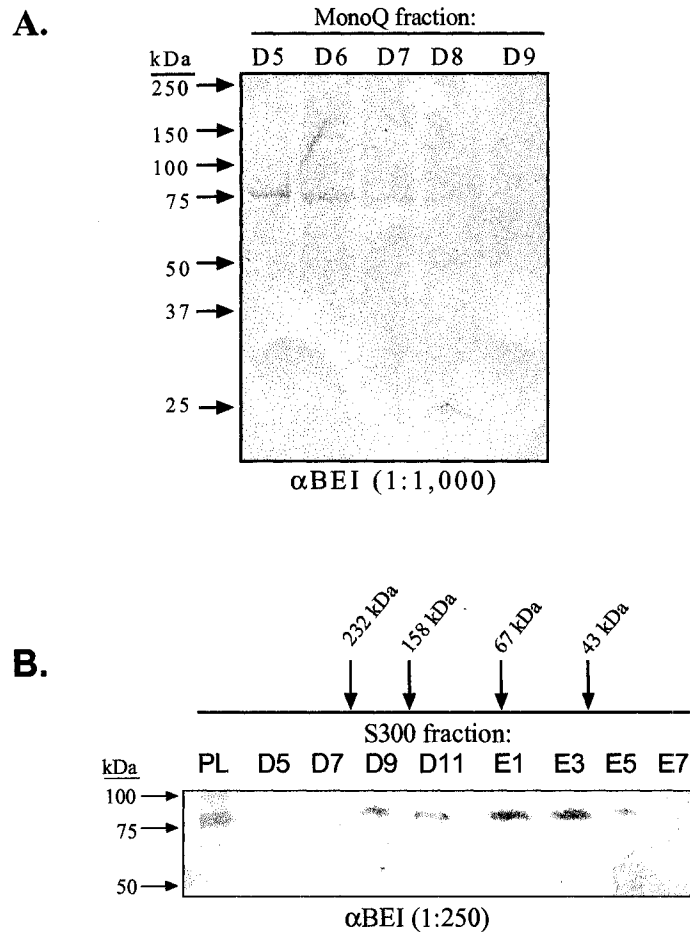 A.
MonoQ fraction:
kDa D5 D6 D7 D8 D9
250
150
100
75
50
37
25
αBEI (1:1,000)
232 kDa 158 kDa 67 kDa 43 kDa
B.
S300 fraction:
kDa PL D5 D7 D9 D11 E1 E3 E5 E7
100
75
50
αBEI (1:250)